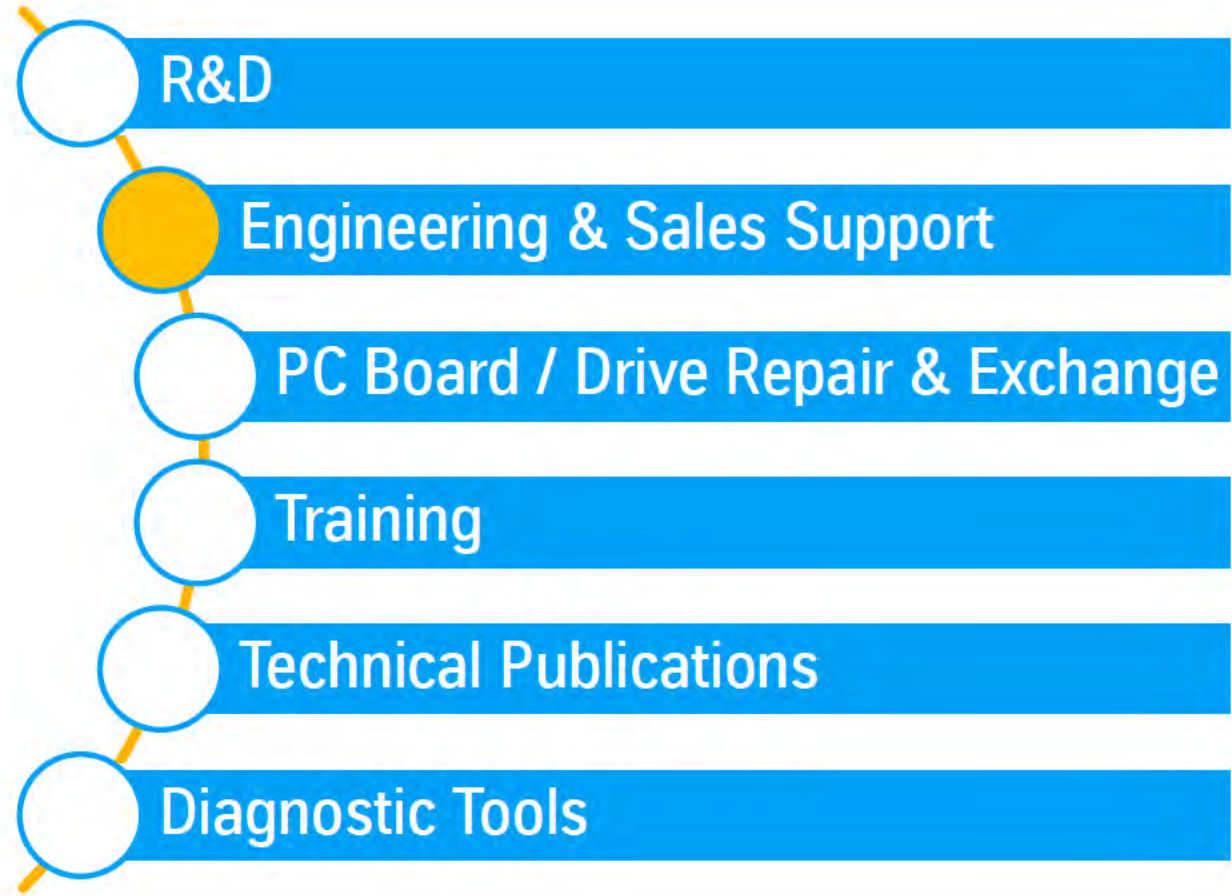 R&D
Engineering & Sales Support
PC Board / Drive Repair & Exchange
Training
Technical Publications
Diagnostic Tools